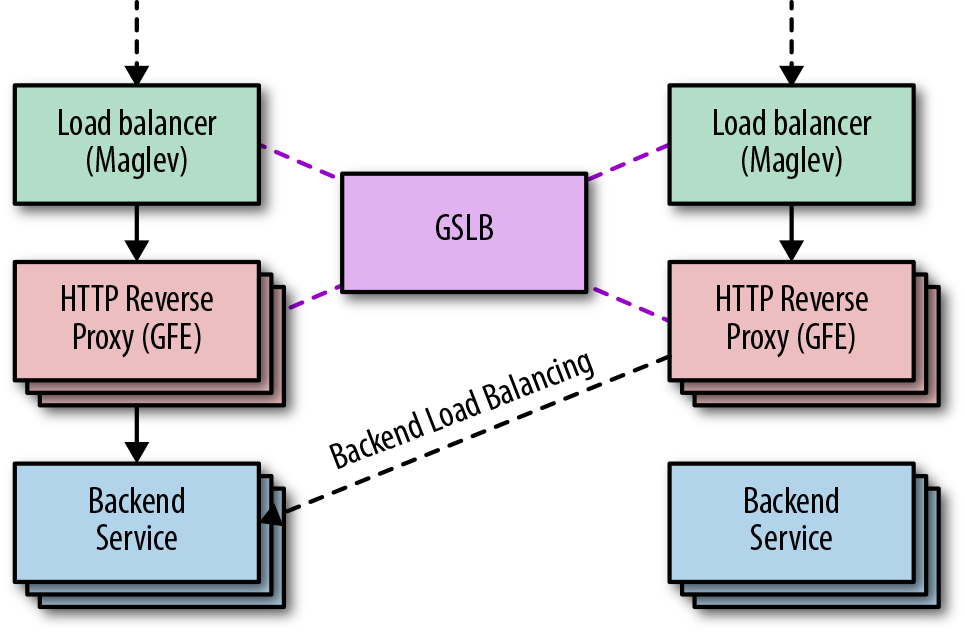 Load balancer
(Maglev)
Load balancer
(Maglev)
GSLB
HTTP Reverse
Proxy (GFE)
HTTP Reverse
Proxy (GFE)
Backend Load Balancing
Backend
Service
Backend
Service